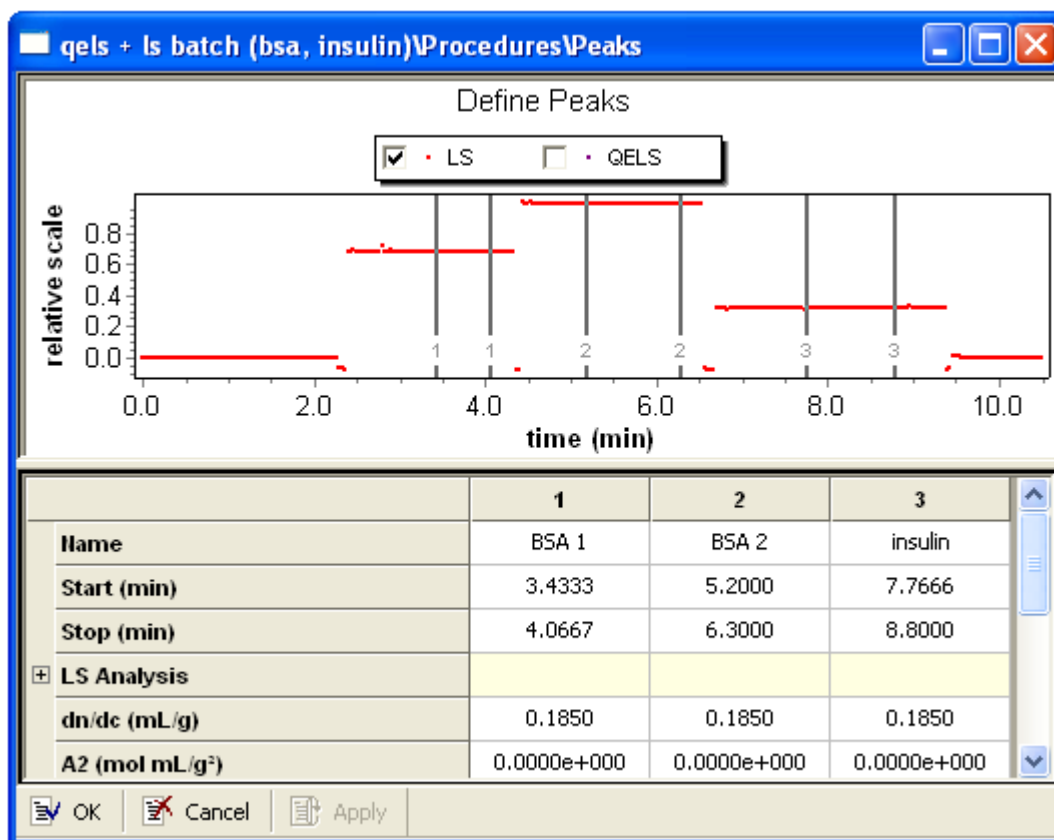 qels + ls batch (bsa, insulin)\Procedures\Peaks
Define Peaks
LS QELS
relative scale
0.8
0.6
0.4
0.2
0.0
1 1 2 2 3 3
0.0 2.0 4.0 6.0 8.0 10.0
time (min)
1 2 3
Name BSA 1 BSA 2 insulin
Start (min) 3.4333 5.2000 7.7666
Stop (min) 4.0667 6.3000 8.8000
LS Analysis
dn/dc (mL/g) 0.1850 0.1850 0.1850
A2 (mol mL/g²) 0.0000e+000 0.0000e+000 0.0000e+000
OK Cancel Apply